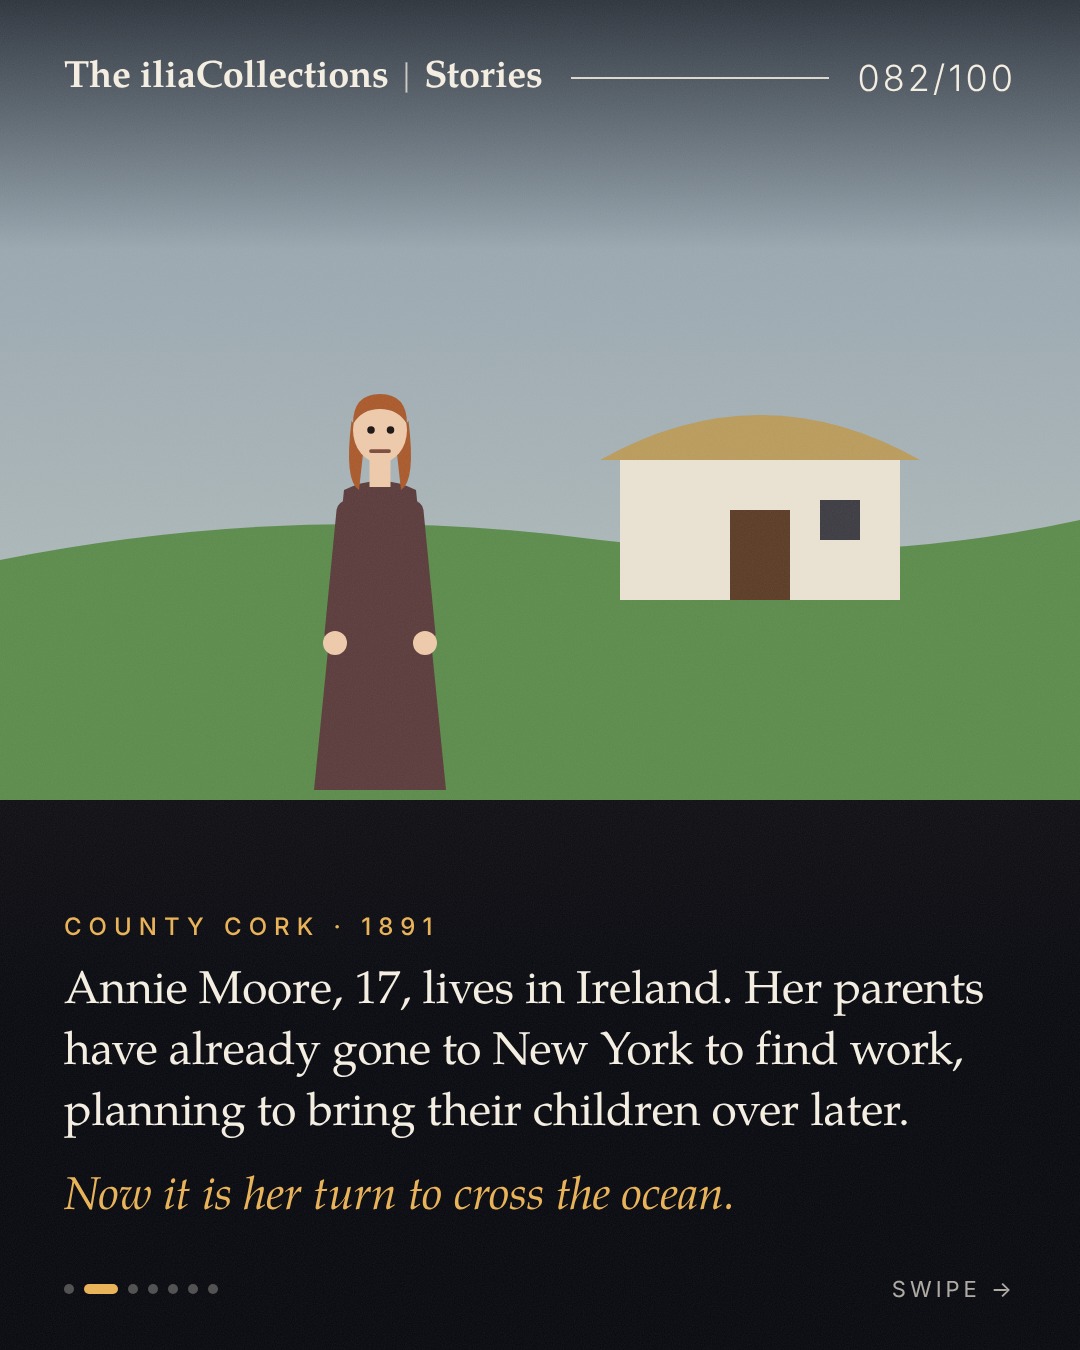 The iliaCollections | Stories 082/100
COUNTY CORK · 1891
Annie Moore, 17, lives in Ireland. Her parents
have already gone to New York to find work,
planning to bring their children over later.
Now it is her turn to cross the ocean.
SWIPE →